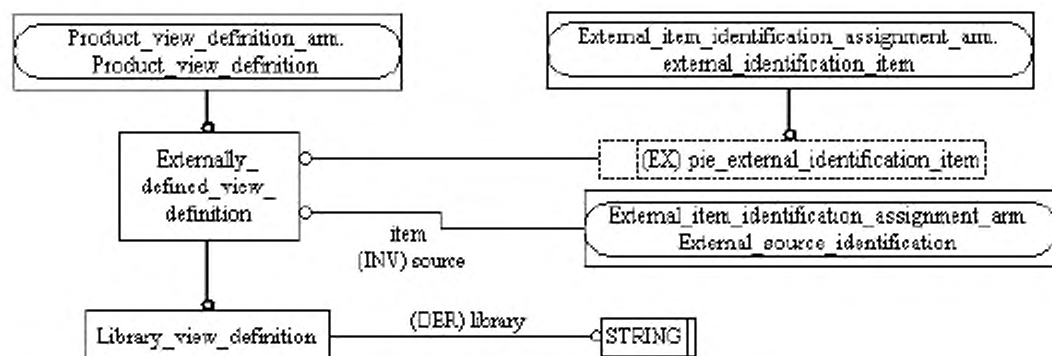 Product_view_definition_arm.
Product_view_definition
External_item_identification_assignment_arm.
external_identification_item
Externally_
defined_view_
definition
(EX) pie_external_identification_item
External_item_identification_assignment_arm
External_source_identification
item
(INV) source
Library_view_definition
(DER) library
STRING